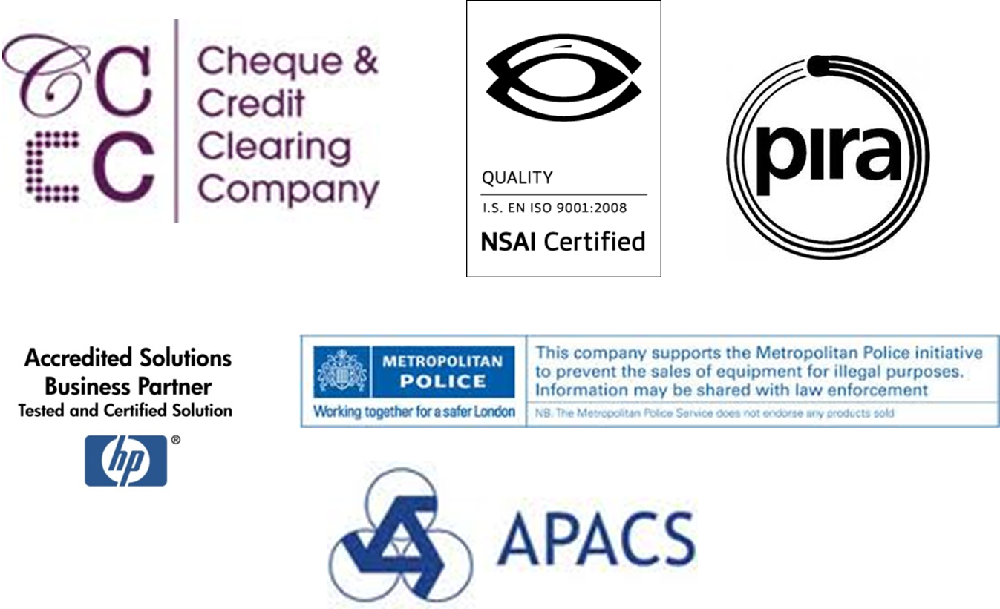 CC
CC
Cheque &
Credit
Clearing
Company
QUALITY
I.S. EN ISO 9001:2008
NSAI Certified
pira
Accredited Solutions
Business Partner
Tested and Certified Solution
hp®
METROPOLITAN
POLICE
Working together for a safer London
This company supports the Metropolitan Police initiative
to prevent the sales of equipment for illegal purposes.
Information may be shared with law enforcement
NB. The Metropolitan Police Service does not endorse any products sold
APACS